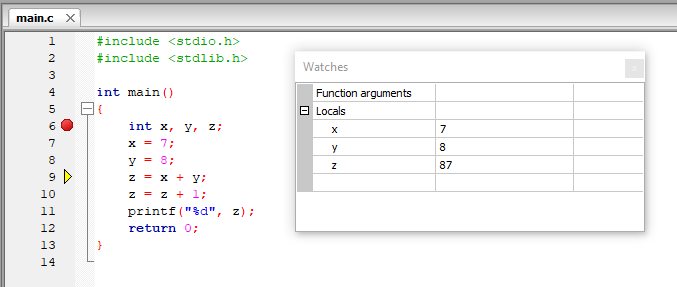 main.c
1 #include <stdio.h>
2 #include <stdlib.h>
3
4 int main()
5 {
6 int x, y, z;
7 x = 7;
8 y = 8;
9 z = x + y;
10 z = z + 1;
11 printf("%d", z);
12 return 0;
13 }
14
Watches
Function arguments
Locals
x 7
y 8
z 87